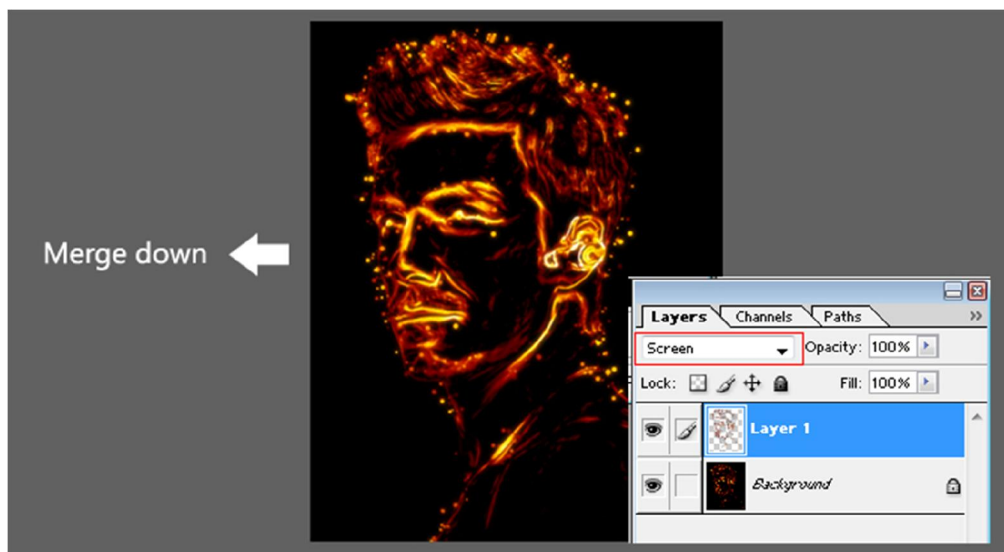 Merge down
Layers Channels Paths
Screen Opacity: 100%
Lock: Fill: 100%
Layer 1
Background